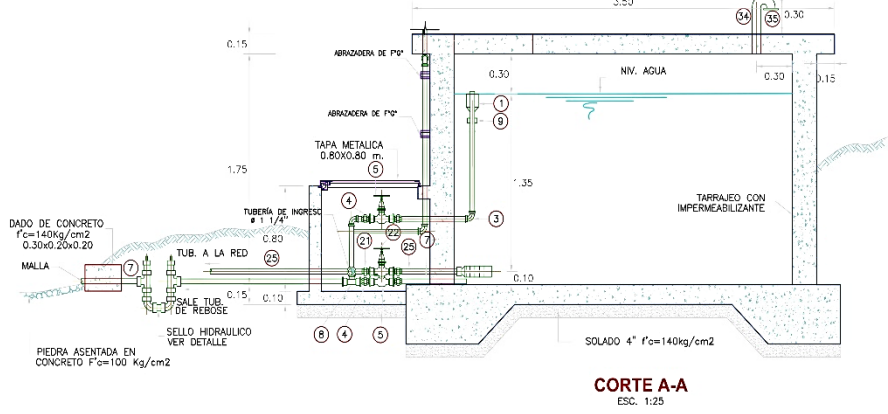 3.60
34
35
0.30
0.15
ABRAZADERA DE F°G°
0.30
NIV. AGUA
0.30
0.15
1
ABRAZADERA DE F°G°
9
TAPA METALICA
0.80X0.80 m.
5
1.75
1.35
4
TARRAJEO CON
IMPERMEABILIZANTE
DADO DE CONCRETO
f'c=140Kg/cm2
0.30x0.20x0.20
TUBERÍA DE INGRESO
ø 1 1/4"
3
0.80
22
7
TUB. A LA RED
MALLA
7
25
21
25
0.10
0.15
0.10
SALE TUB.
DE REBOSE
SELLO HIDRAULICO
VER DETALLE
8
4
5
SOLADO 4" f'c=140kg/cm2
PIEDRA ASENTADA EN
CONCRETO F'c=100 Kg/cm2
CORTE A-A
ESC. 1:25